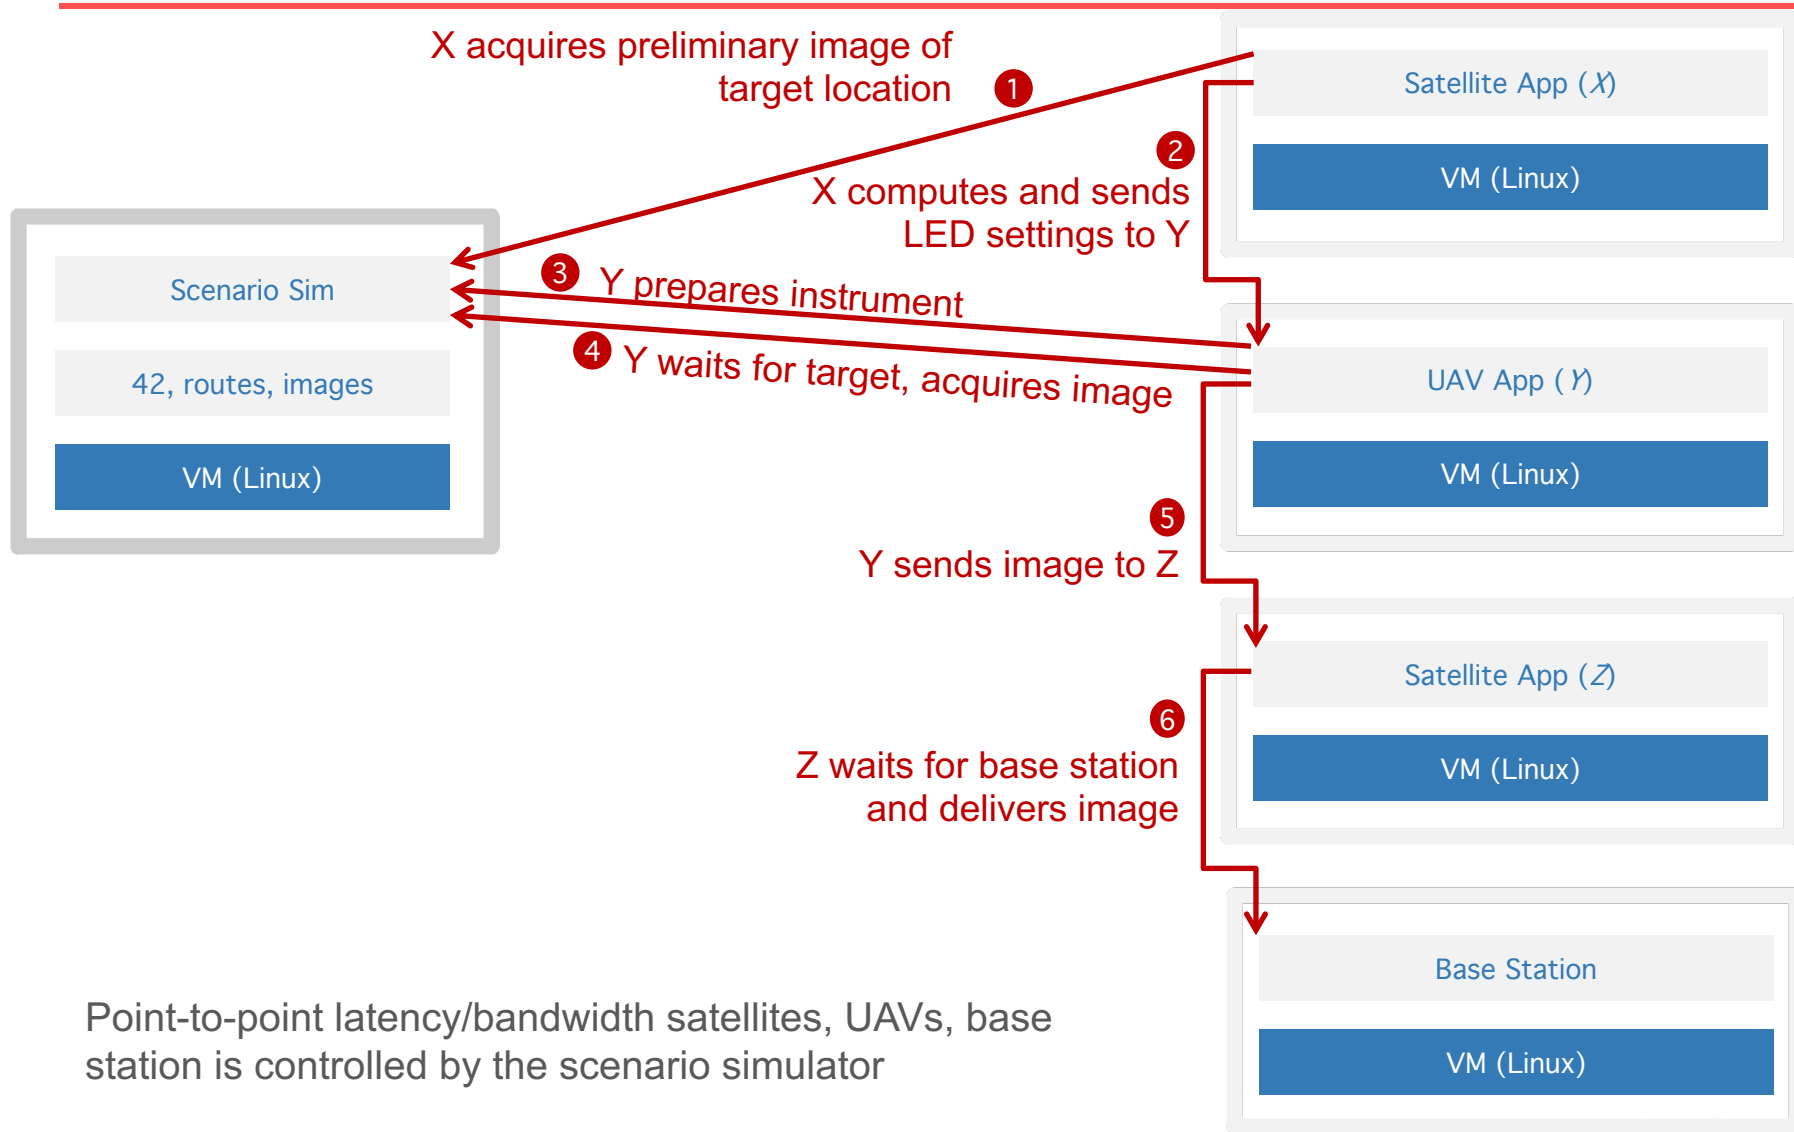 X acquires preliminary image of
target location
1
Satellite App (X)
2
VM (Linux)
X computes and sends
LED settings to Y
Scenario Sim
3 Y prepares instrument
4 Y waits for target, acquires image
42, routes, images
UAV App (Y)
VM (Linux)
VM (Linux)
5
Y sends image to Z
Satellite App (Z)
6
Z waits for base station
and delivers image
VM (Linux)
Base Station
Point-to-point latency/bandwidth satellites, UAVs, base
station is controlled by the scenario simulator
VM (Linux)